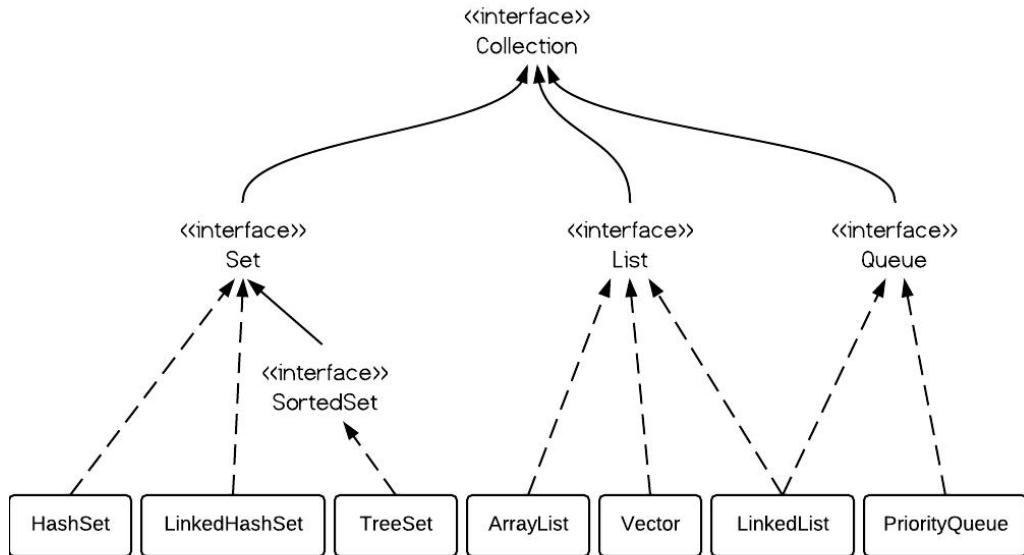 <<interface>>
Collection
<<interface>>
Set
<<interface>>
List
<<interface>>
Queue
<<interface>>
SortedSet
HashSet
LinkedHashSet
TreeSet
ArrayList
Vector
LinkedList
PriorityQueue